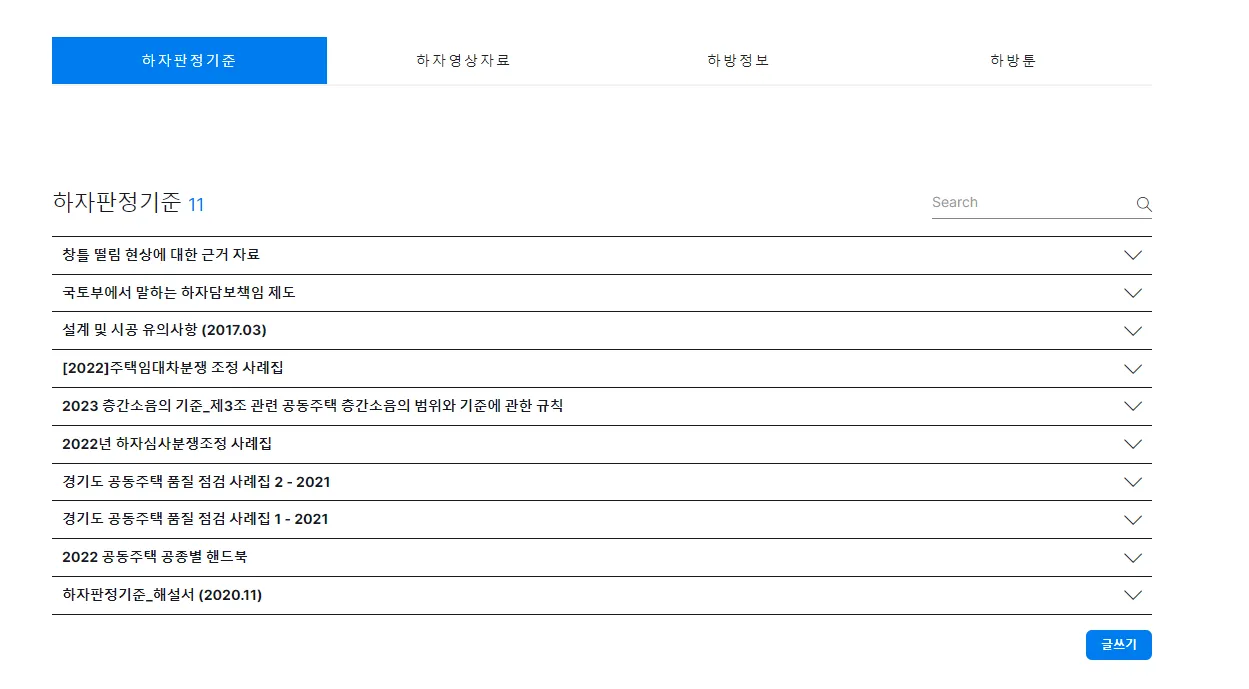 하자판정기준
하자영상자료
하방정보
하방툰
하자판정기준 11
Search
창틀 떨림 현상에 대한 근거 자료
국토부에서 말하는 하자담보책임 제도
설계 및 시공 유의사항 (2017.03)
[2022]주택임대차분쟁 조정 사례집
2023 층간소음의 기준_제3조 관련 공동주택 층간소음의 범위와 기준에 관한 규칙
2022년 하자심사분쟁조정 사례집
경기도 공동주택 품질 점검 사례집 2 - 2021
경기도 공동주택 품질 점검 사례집 1 - 2021
2022 공동주택 공종별 핸드북
하자판정기준_해설서 (2020.11)
글쓰기